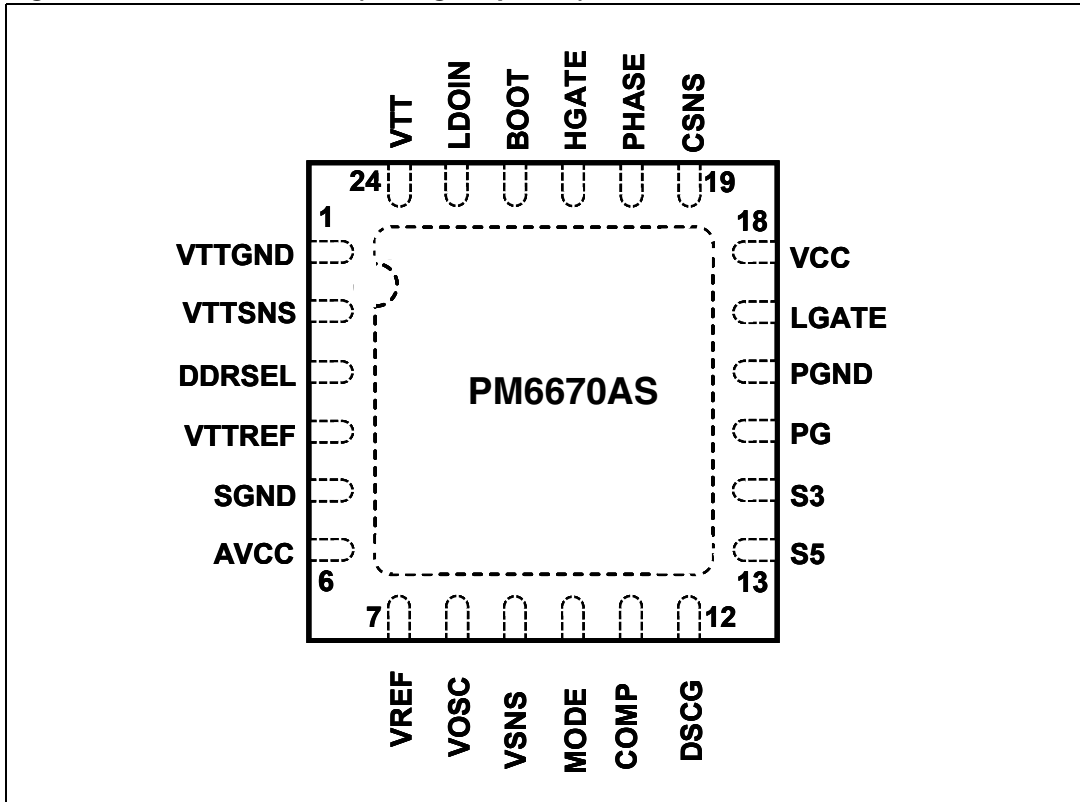 VTT
LDOIN
BOOT
HGATE
PHASE
CSNS
24
19
1
18
VTTGND
VCC
VTTSNS
LGATE
DDRSEL
PGND
PM6670AS
VTTREF
PG
SGND
S3
AVCC
S5
6
13
7
12
VREF
VOSC
VSNS
MODE
COMP
DSCG